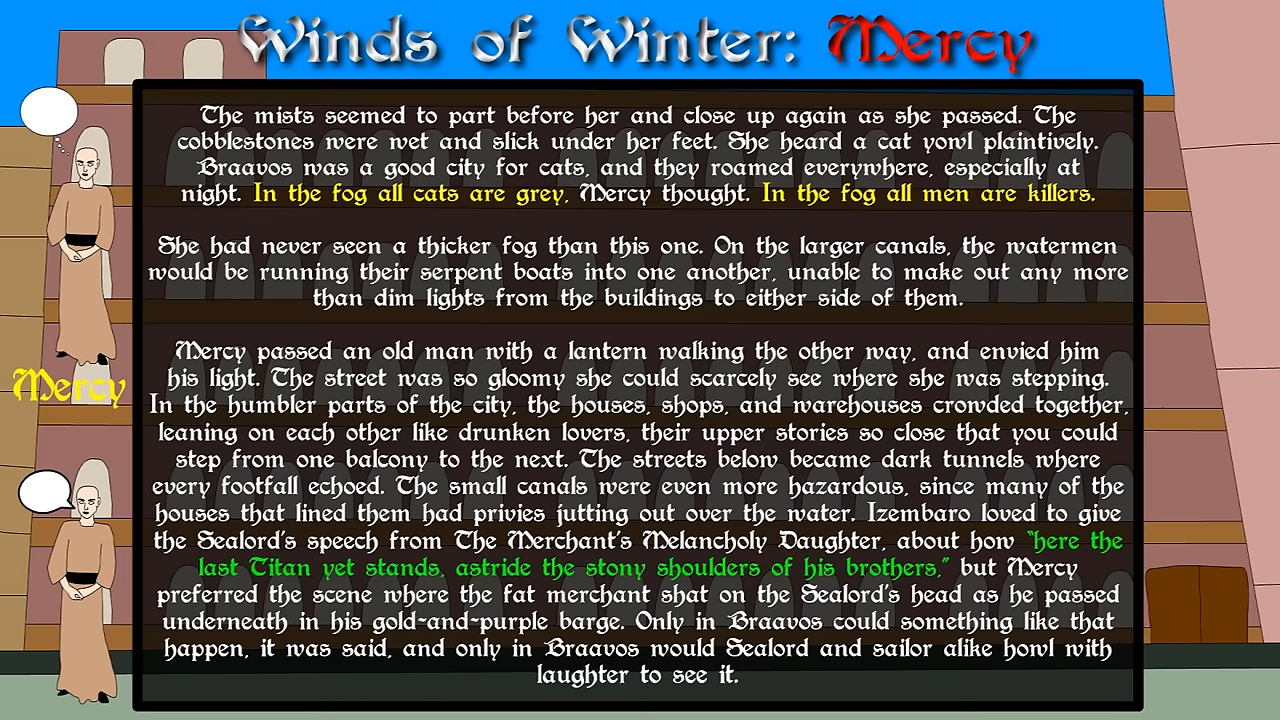 Winds of Winter: Mercy
The mists seemed to part before her and close up again as she passed. The
cobblestones were wet and slick under her feet. She heard a cat yowl plaintively.
Braavos was a good city for cats, and they roamed everywhere, especially at
night. In the fog all cats are grey, Mercy thought. In the fog all men are killers.
She had never seen a thicker fog than this one. On the larger canals, the watermen
would be running their serpent boats into one another, unable to make out any more
than dim lights from the buildings to either side of them.
Mercy passed an old man with a lantern walking the other way, and envied him
his light. The street was so gloomy she could scarcely see where she was stepping.
In the humbler parts of the city, the houses, shops, and warehouses crowded together,
leaning on each other like drunken lovers, their upper stories so close that you could
step from one balcony to the next. The streets below became dark tunnels where
every footfall echoed. The small canals were even more hazardous, since many of the
houses that lined them had privies jutting out over the water. Izembaro loved to give
the Sealord's speech from The Merchant's Melancholy Daughter, about how “here the
last Titan yet stands, astride the stony shoulders of his brothers,” but Mercy
preferred the scene where the fat merchant shat on the Sealord's head as he passed
underneath in his gold-and-purple barge. Only in Braavos could something like that
happen, it was said, and only in Braavos would Sealord and sailor alike howl with
laughter to see it.
Mercy